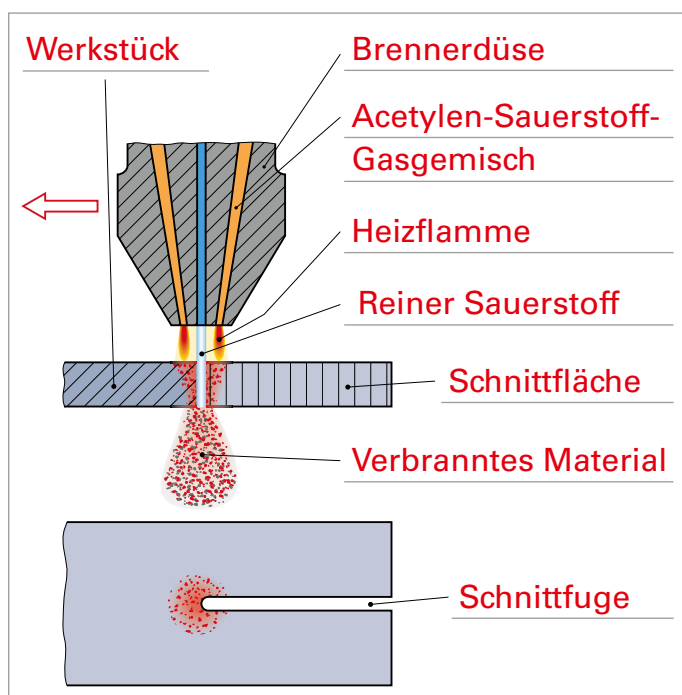 Werkstück
Brennerdüse
Acetylen-Sauerstoff-
Gasgemisch
Heizflamme
Reiner Sauerstoff
Schnittfläche
Verbranntes Material
Schnittfuge